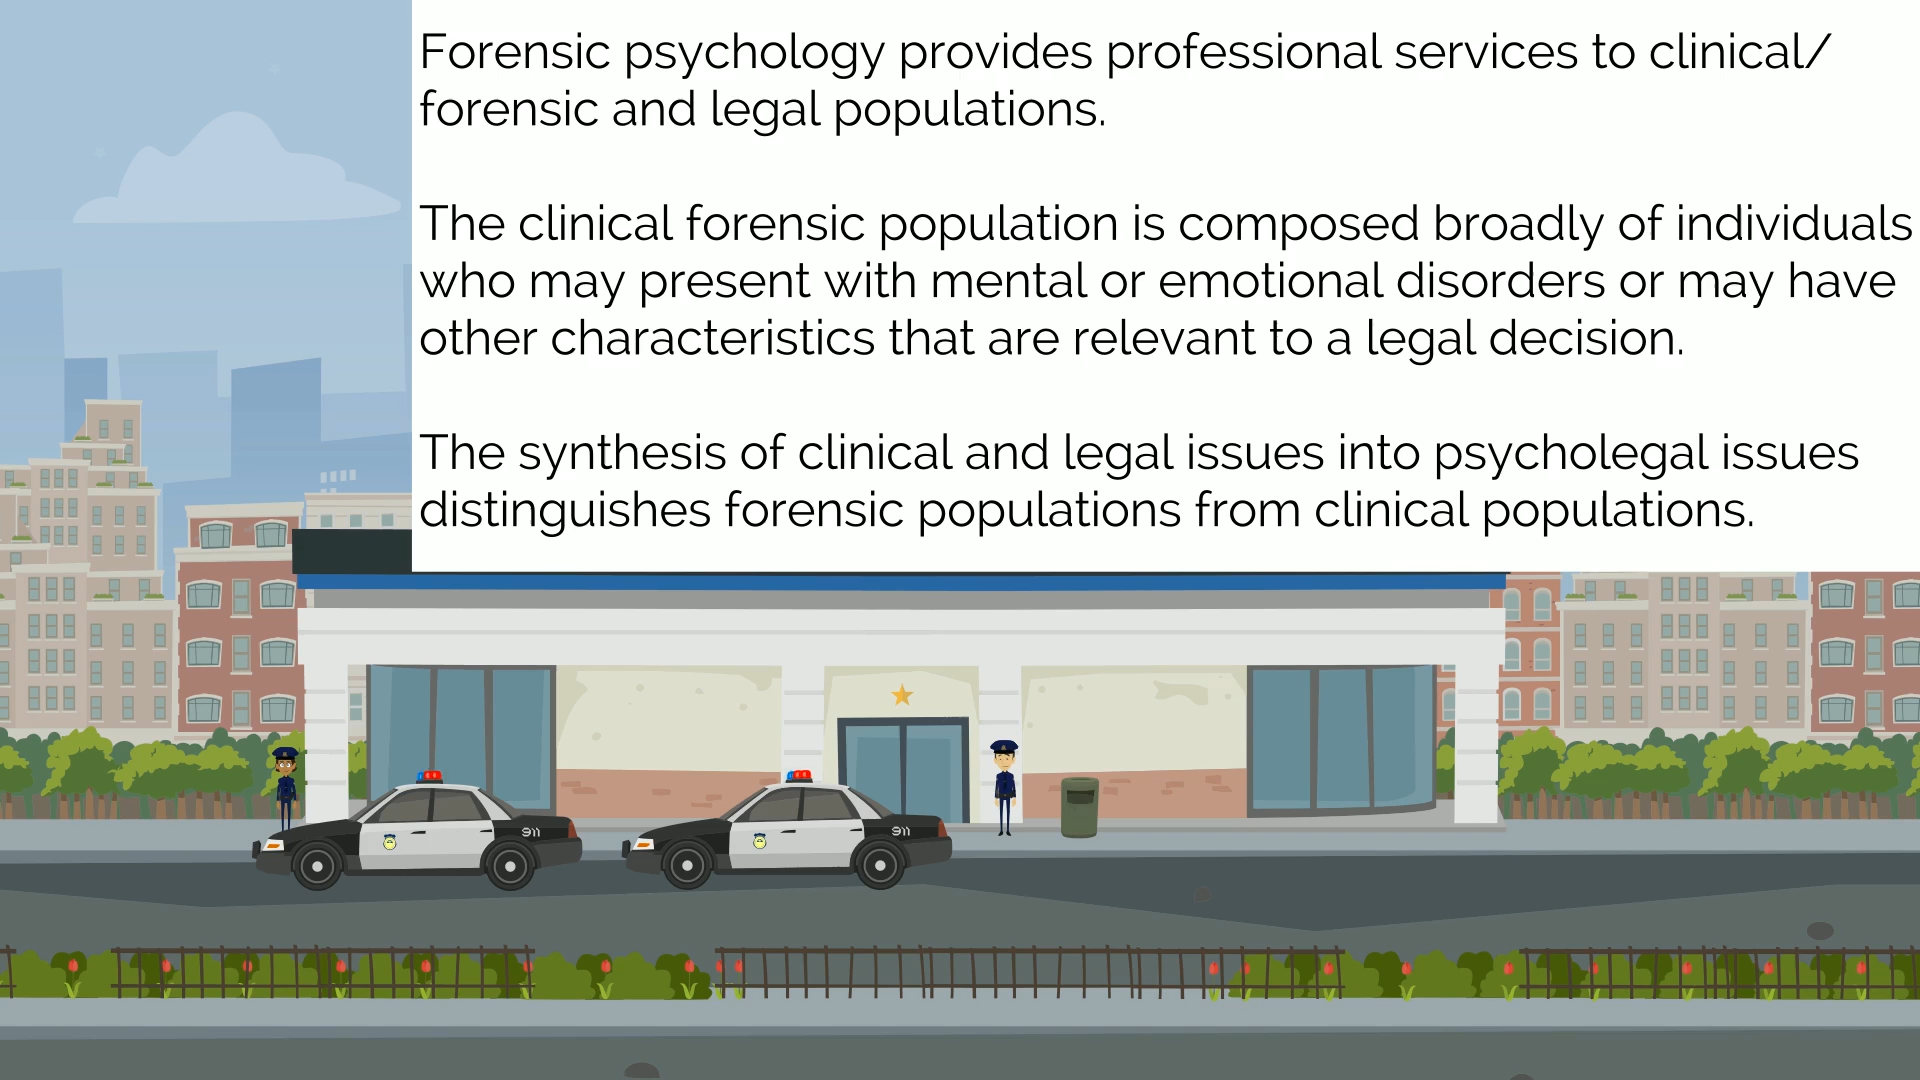 Forensic psychology provides professional services to clinical/
forensic and legal populations.
The clinical forensic population is composed broadly of individuals
who may present with mental or emotional disorders or may have
other characteristics that are relevant to a legal decision.
The synthesis of clinical and legal issues into psycholegal issues
distinguishes forensic populations from clinical populations.
911
911